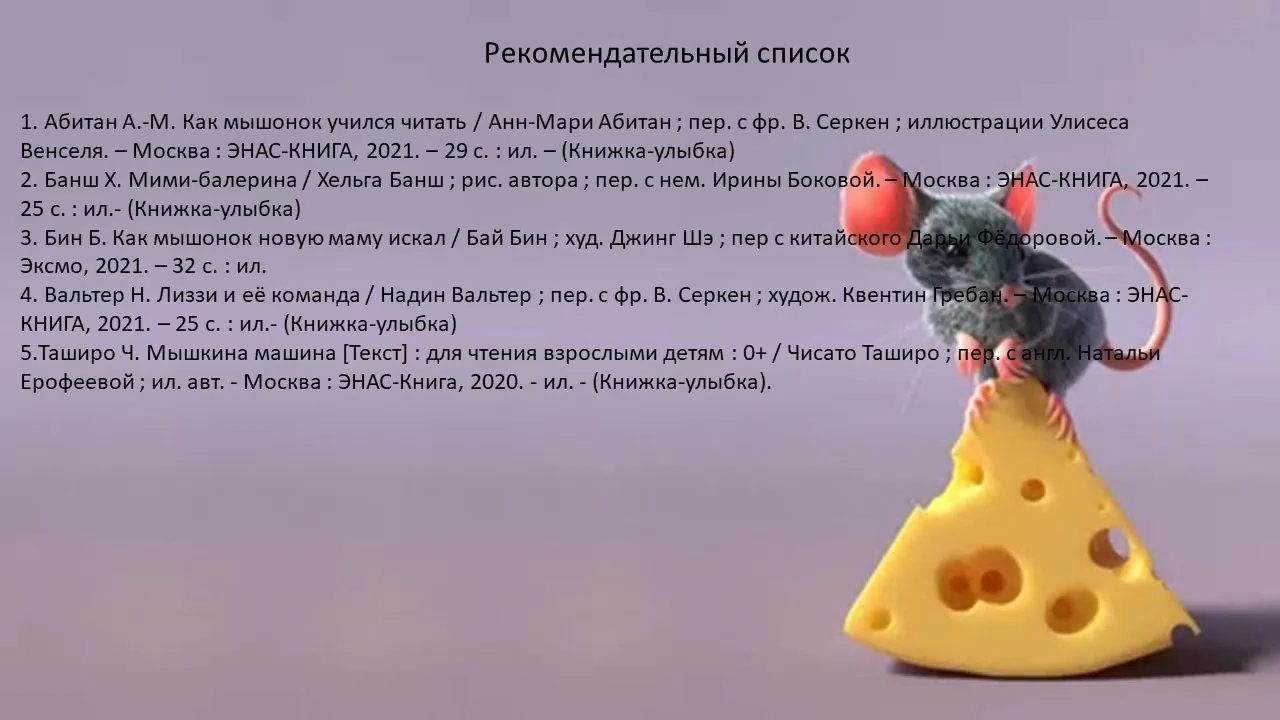 Рекомендательный список
1. Абитан А.-М. Как мышонок учился читать / Анн-Мари Абитан ; пер. с фр. В. Серкен ; иллюстрации Улисеса
Венселя. – Москва : ЭНАС-КНИГА, 2021. – 29 с. : ил. – (Книжка-улыбка)
2. Банш Х. Мими-балерина / Хельга Банш ; рис. автора ; пер. с нем. Ирины Боковой. – Москва : ЭНАС-КНИГА, 2021. –
25 с. : ил.- (Книжка-улыбка)
3. Бин Б. Как мышонок новую маму искал / Бай Бин ; худ. Джинг Шэ ; пер с китайского Дарьи Фёдоровой. – Москва :
Эксмо, 2021. – 32 с. : ил.
4. Вальтер Н. Лиззи и её команда / Надин Вальтер ; пер. с фр. В. Серкен ; худож. Квентин Гребан. – Москва : ЭНАС-
КНИГА, 2021. – 25 с. : ил.- (Книжка-улыбка)
5.Таширо Ч. Мышкина машина [Текст] : для чтения взрослыми детям : 0+ / Чисато Таширо ; пер. с англ. Натальи
Ерофеевой ; ил. авт. - Москва : ЭНАС-Книга, 2020. - ил. - (Книжка-улыбка).